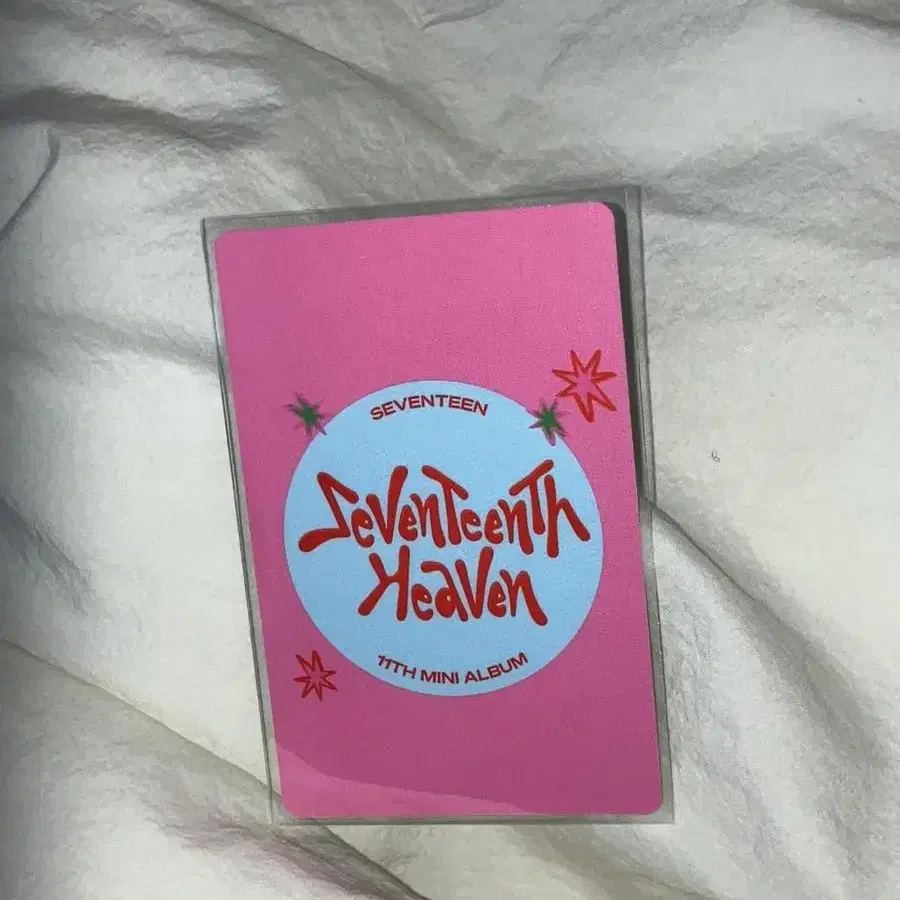 SEVENTEEN
SevenTeenTh
Heaven
11TH MINI ALBUM